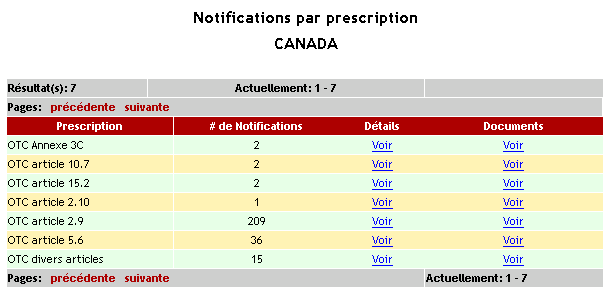 Notifications par prescription
CANADA
Résultat(s): 7 Actuellement: 1 - 7
Pages: précédente suivante
Prescription # de Notifications Détails Documents
OTC Annexe 3C 2 Voir Voir
OTC article 10.7 2 Voir Voir
OTC article 15.2 2 Voir Voir
OTC article 2.10 1 Voir Voir
OTC article 2.9 209 Voir Voir
OTC article 5.6 36 Voir Voir
OTC divers articles 15 Voir Voir
Pages: précédente suivante Actuellement: 1 - 7